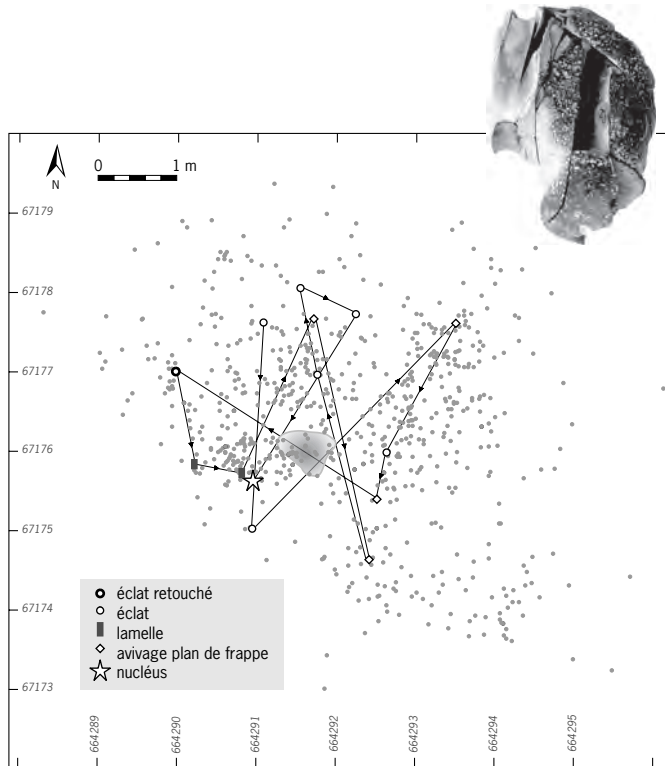 0 1 m
N
67179
67178
67177
67176
67175
67174
67173
éclat retouché
éclat
lamelle
avivage plan de frappe
nucléus
664289
664290
664291
664292
664293
664294
664295